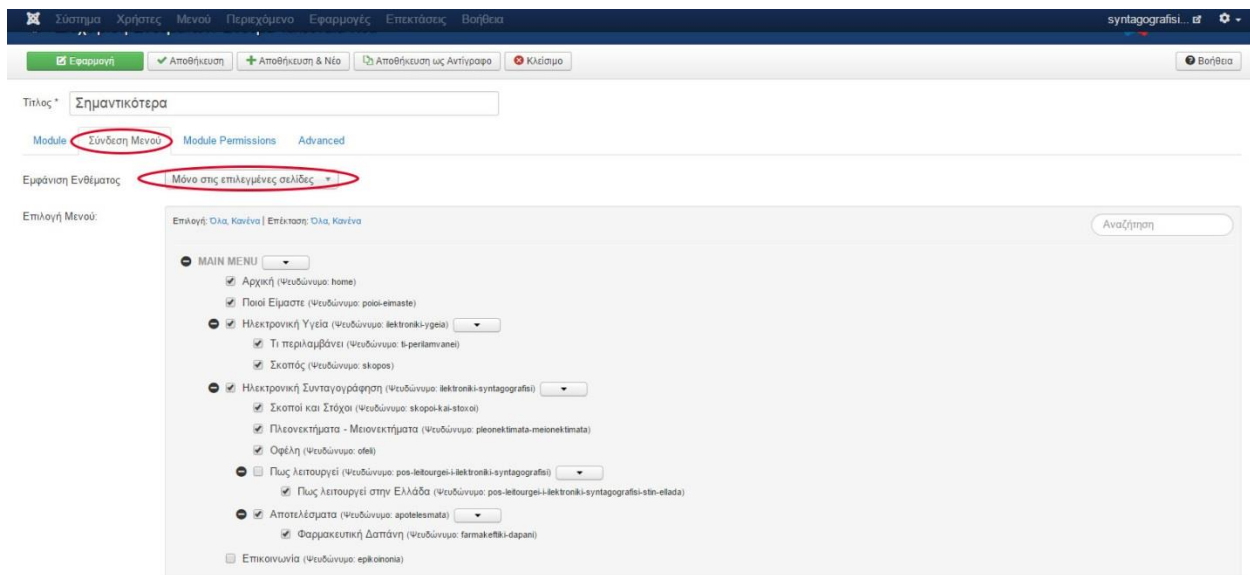 Σύστημα Χρήστες Μενού Περιεχόμενο Εφαρμογές Επεκτάσεις Βοήθεια syntagografisi...
Εφαρμογή Αποθήκευση Αποθήκευση & Νέο Αποθήκευση ως Αντίγραφο Κλείσιμο Βοήθεια
Τίτλος * Σημαντικότερα
Module Σύνδεση Μενού Module Permissions Advanced
Εμφάνιση Ενθέματος Μόνο στις επιλεγμένες σελίδες
Επιλογή Μενού: Επιλογή: Όλα, Κανένα | Επέκταση: Όλα, Κανένα Αναζήτηση
MAIN MENU
Αρχική (Ψευδώνυμο: home)
Ποιοί Είμαστε (Ψευδώνυμο: poioi-eimaste)
Ηλεκτρονική Υγεία (Ψευδώνυμο: ilektroniki-ygeia)
Τι περιλαμβάνει (Ψευδώνυμο: ti-perilamvanei)
Σκοπός (Ψευδώνυμο: skopos)
Ηλεκτρονική Συνταγογράφηση (Ψευδώνυμο: ilektroniki-syntagografisi)
Σκοποί και Στόχοι (Ψευδώνυμο: skopoi-kai-stoxoi)
Πλεονεκτήματα - Μειονεκτήματα (Ψευδώνυμο: pleonektimata-meionektimata)
Οφέλη (Ψευδώνυμο: ofeli)
Πως λειτουργεί (Ψευδώνυμο: pos-leitourgei-i-ilektroniki-syntagografisi)
Πως λειτουργεί στην Ελλάδα (Ψευδώνυμο: pos-leitourgei-i-ilektroniki-syntagografisi-stin-ellada)
Αποτελέσματα (Ψευδώνυμο: apotelesmata)
Φαρμακευτική Δαπάνη (Ψευδώνυμο: farmakeftiki-dapani)
Επικοινωνία (Ψευδώνυμο: epikoinonia)